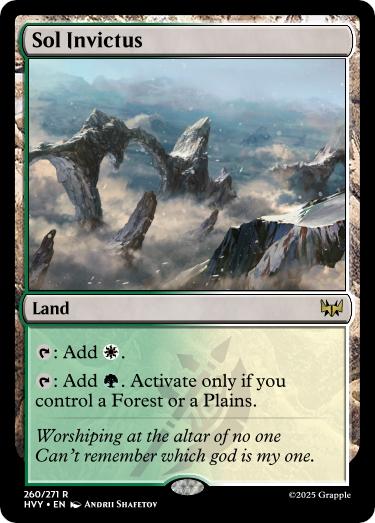 Sol Invictus
Land
: Add .
: Add . Activate only if you
control a Forest or a Plains.
Worshiping at the altar of no one
Can't remember which god is my one.
260/271 R
HVY • EN Andrii Shafetov
©2025 Grapple